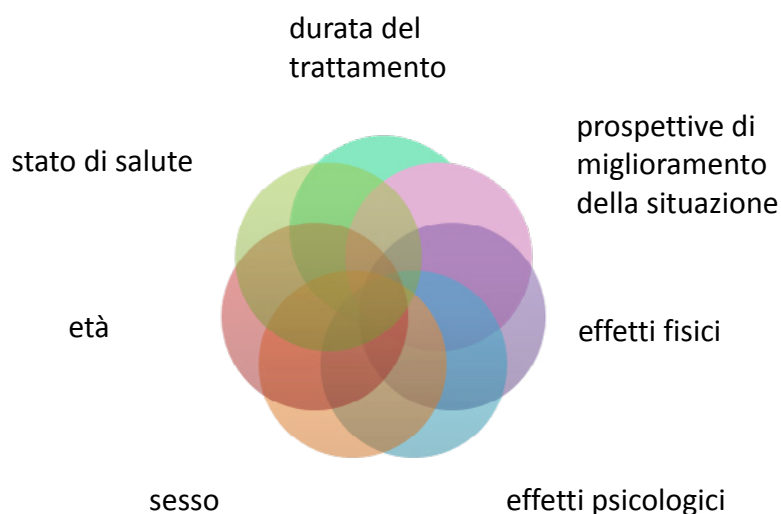 durata del
trattamento
prospettive di
miglioramento
della situazione
stato di salute
età
effetti fisici
sesso
effetti psicologici